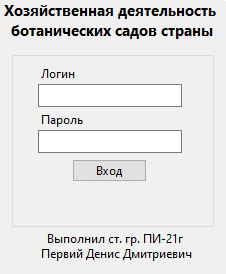 Хозяйственная деятельность
ботанических садов страны
Логин
Пароль
Вход
Выполнил ст. гр. ПИ-21г
Первий Денис Дмитриевич